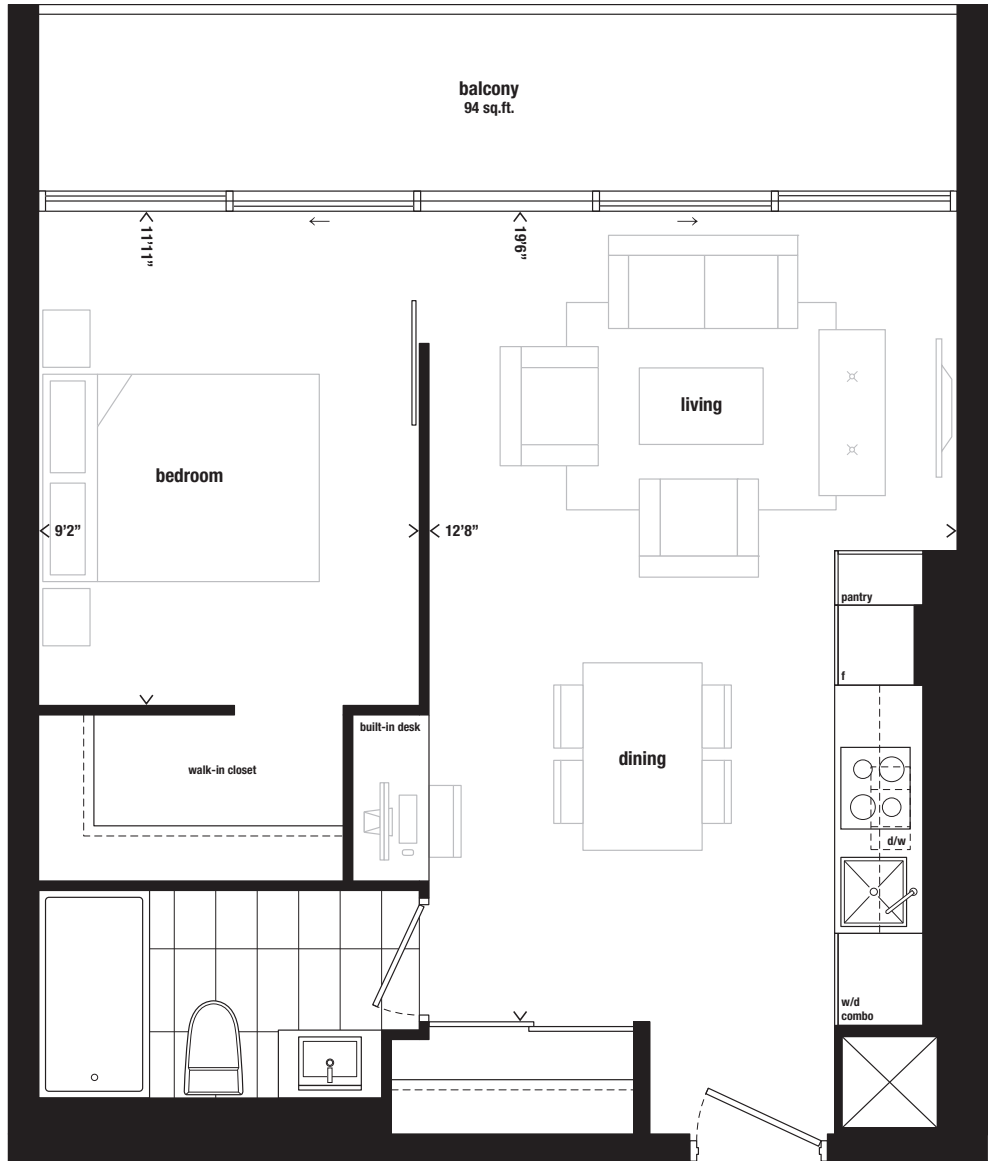 balcony
94 sq.ft.
11’11”
19’6”
living
bedroom
9’2”
12’8”
pantry
f
built-in desk
walk-in closet
dining
d/w
w/d
combo